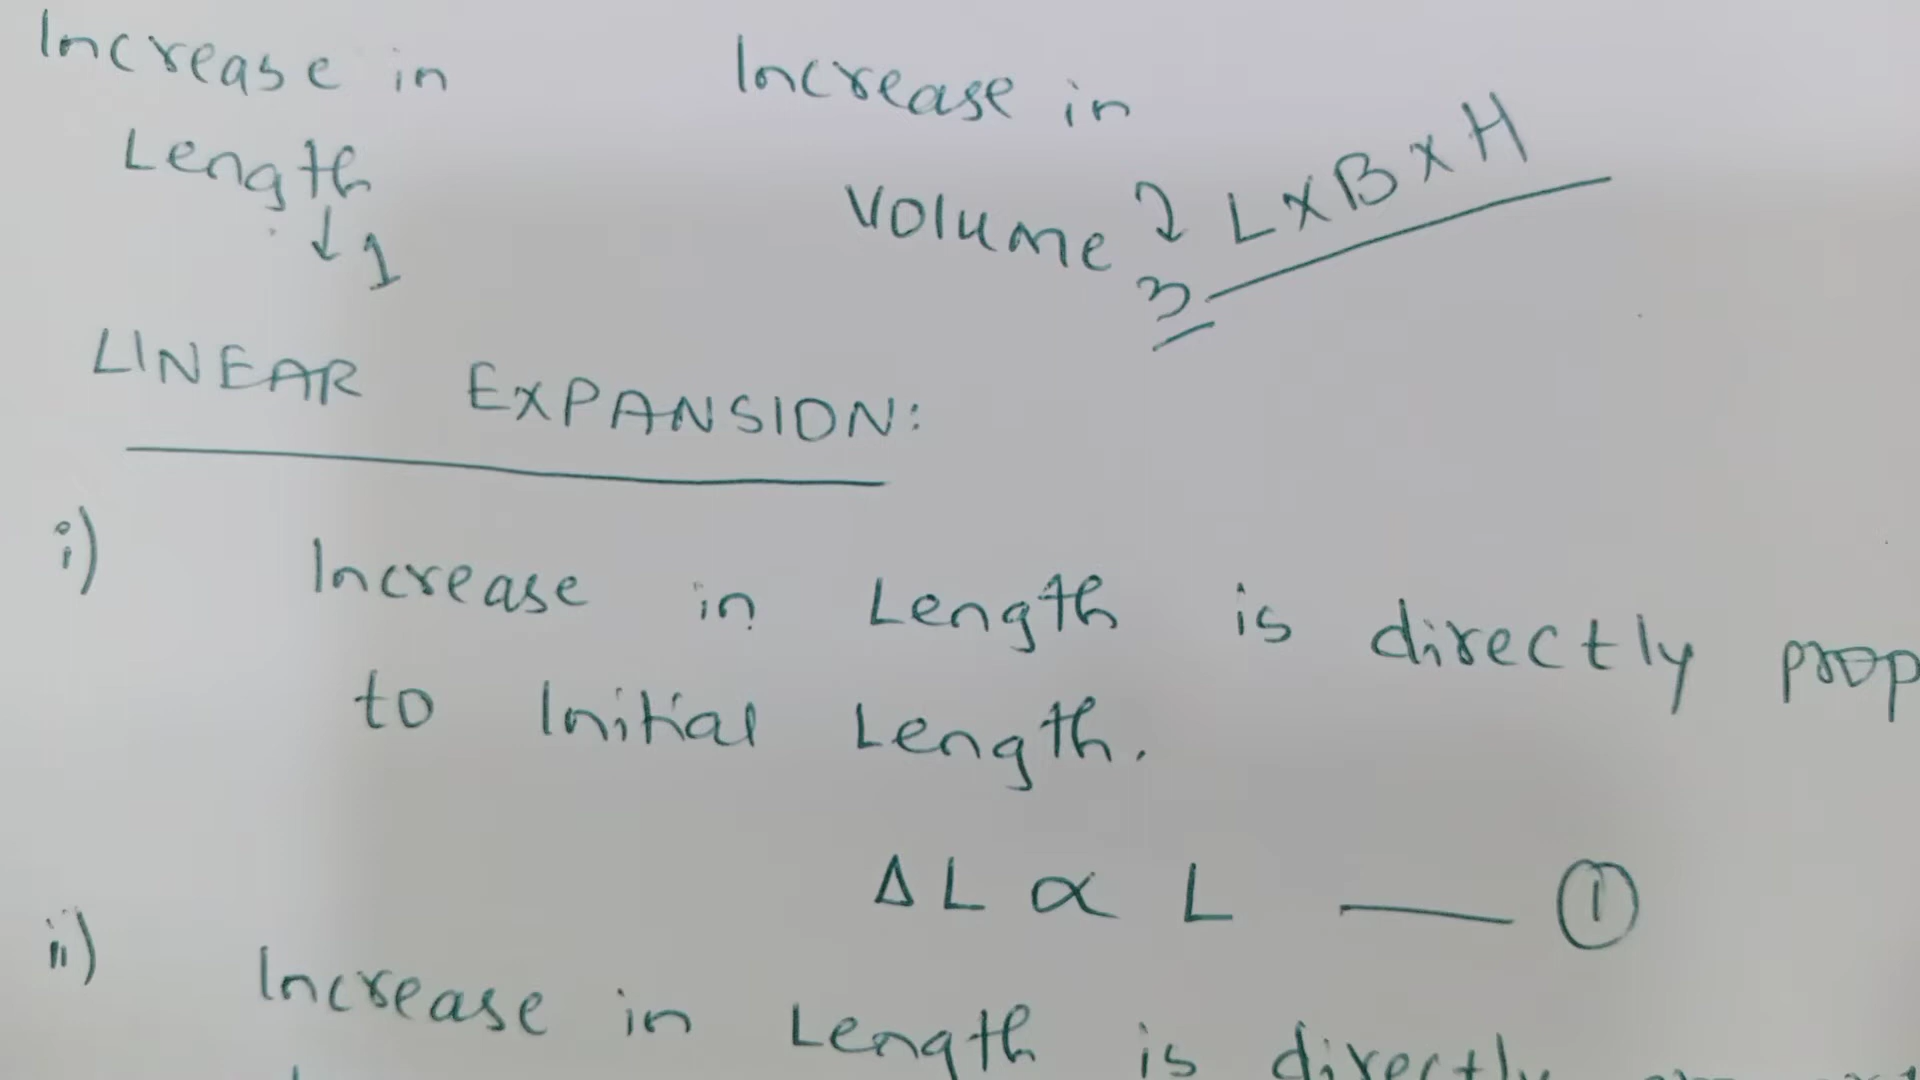 Increase in
Length
↓ 1
Increase in
Volume L×B×H
3
LINEAR EXPANSION:
i) Increase in Length is directly prop
to Initial Length.
ΔL ∝ L — ①
ii) Increase in Length is directly